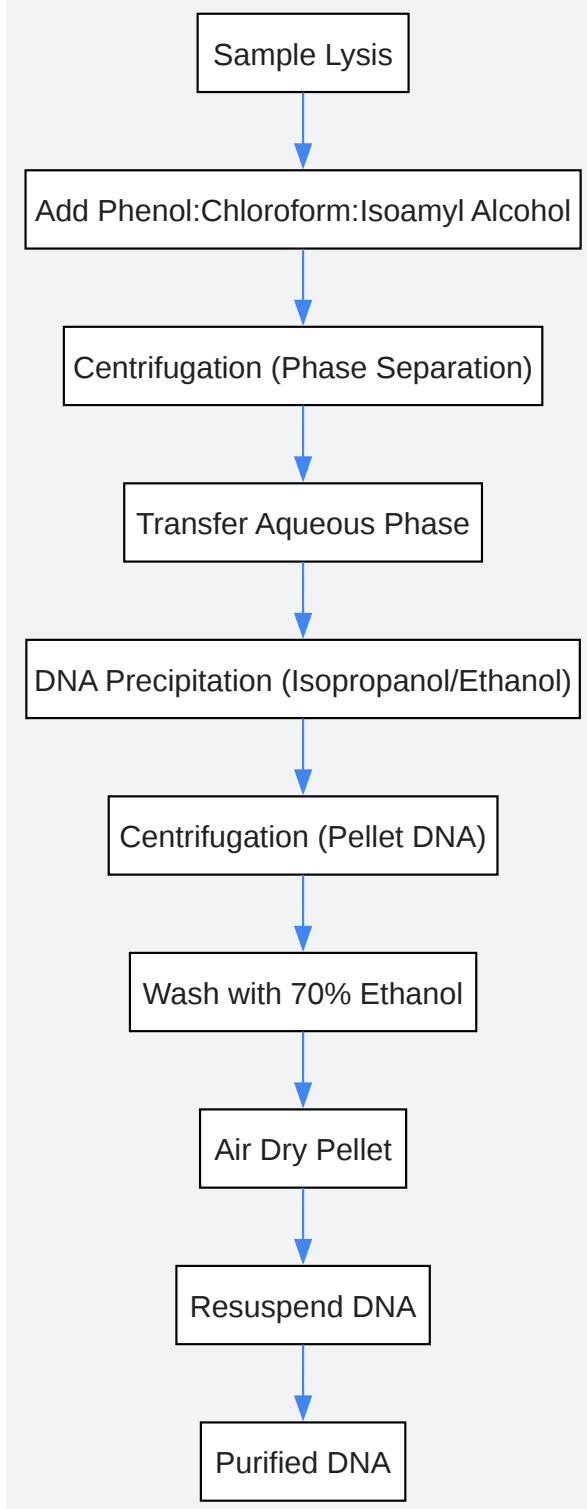 Sample Lysis
Add Phenol:Chloroform:Isoamyl Alcohol
Centrifugation (Phase Separation)
Transfer Aqueous Phase
DNA Precipitation (Isopropanol/Ethanol)
Centrifugation (Pellet DNA)
Wash with 70% Ethanol
Air Dry Pellet
Resuspend DNA
Purified DNA